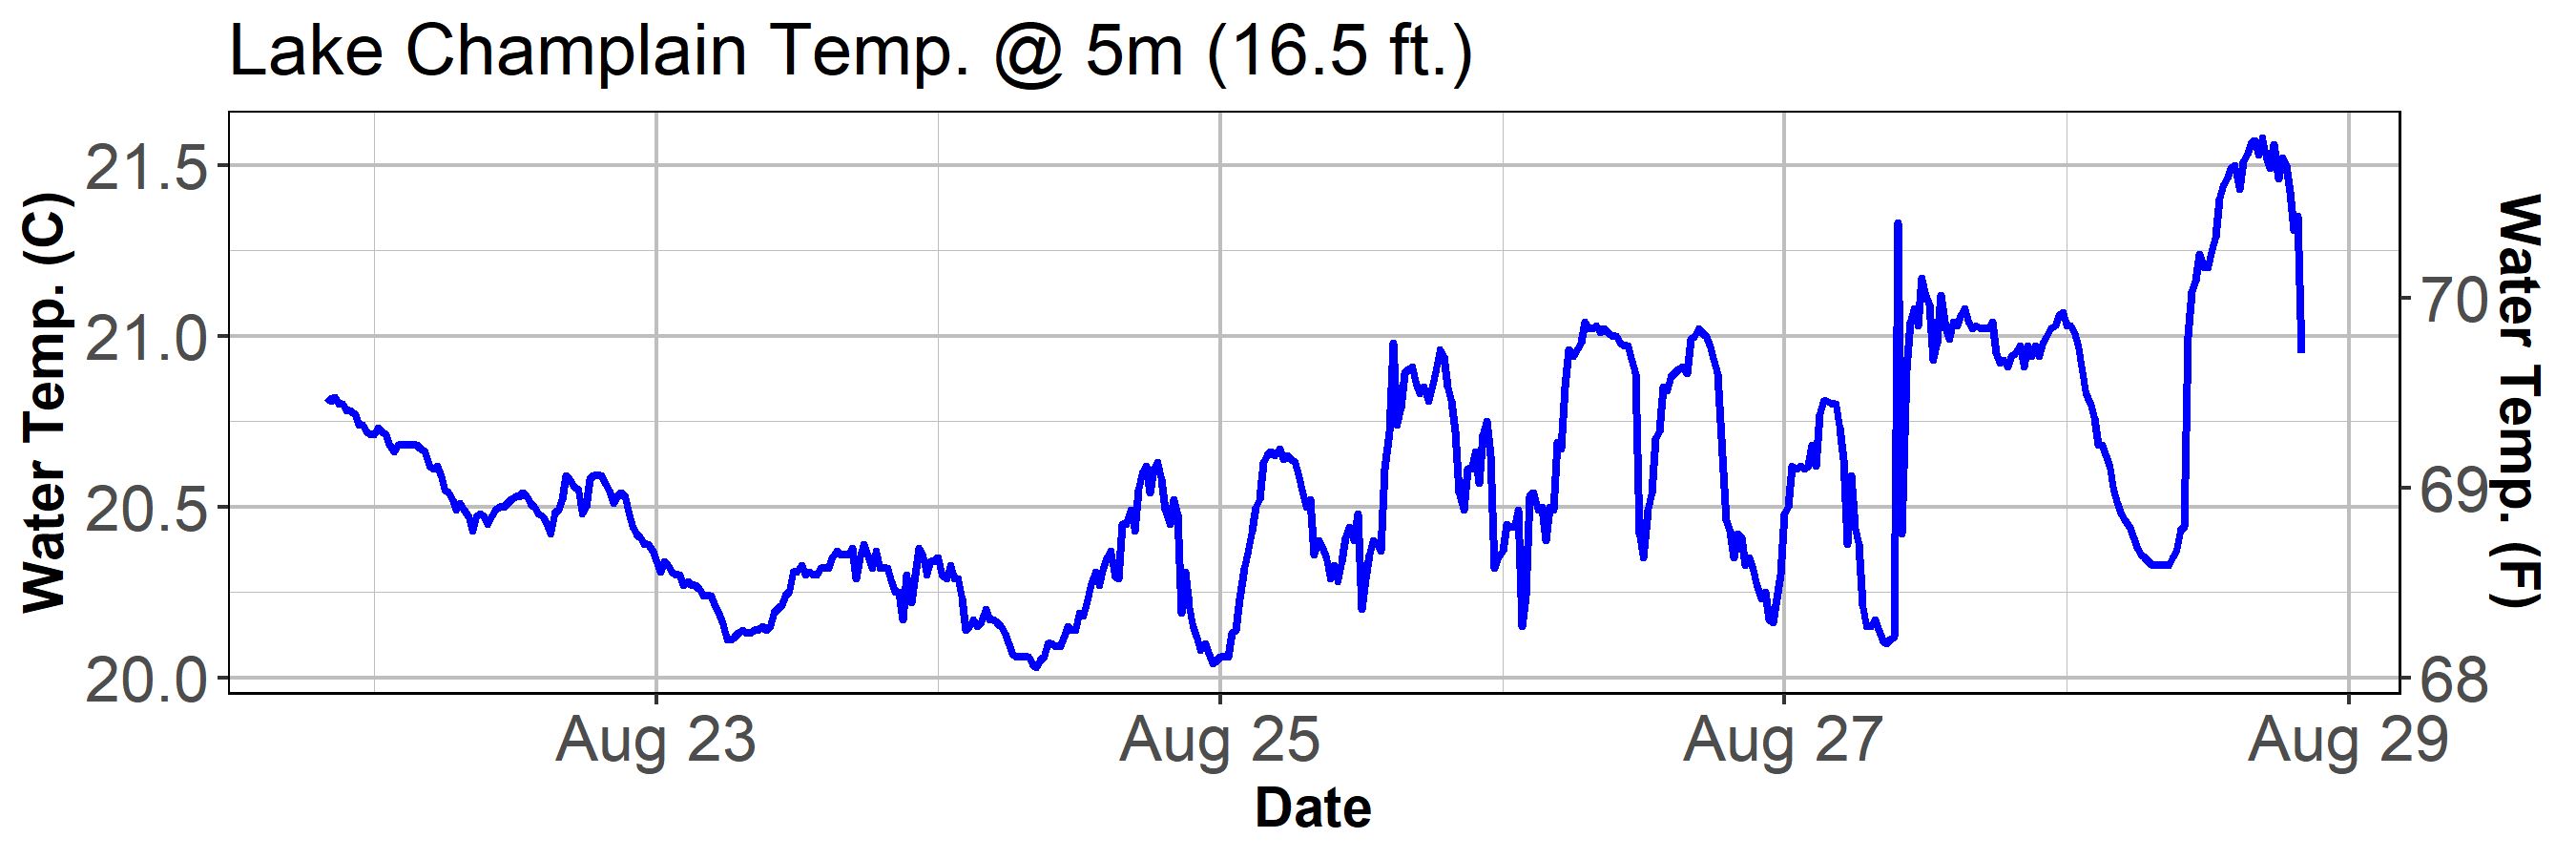 Lake Champlain Temp. @ 5m (16.5 ft.)
Water Temp. (C)
21.5
21.0
20.5
20.0
70
69
68
Water Temp. (F)
Aug 23 Aug 25 Aug 27 Aug 29
Date